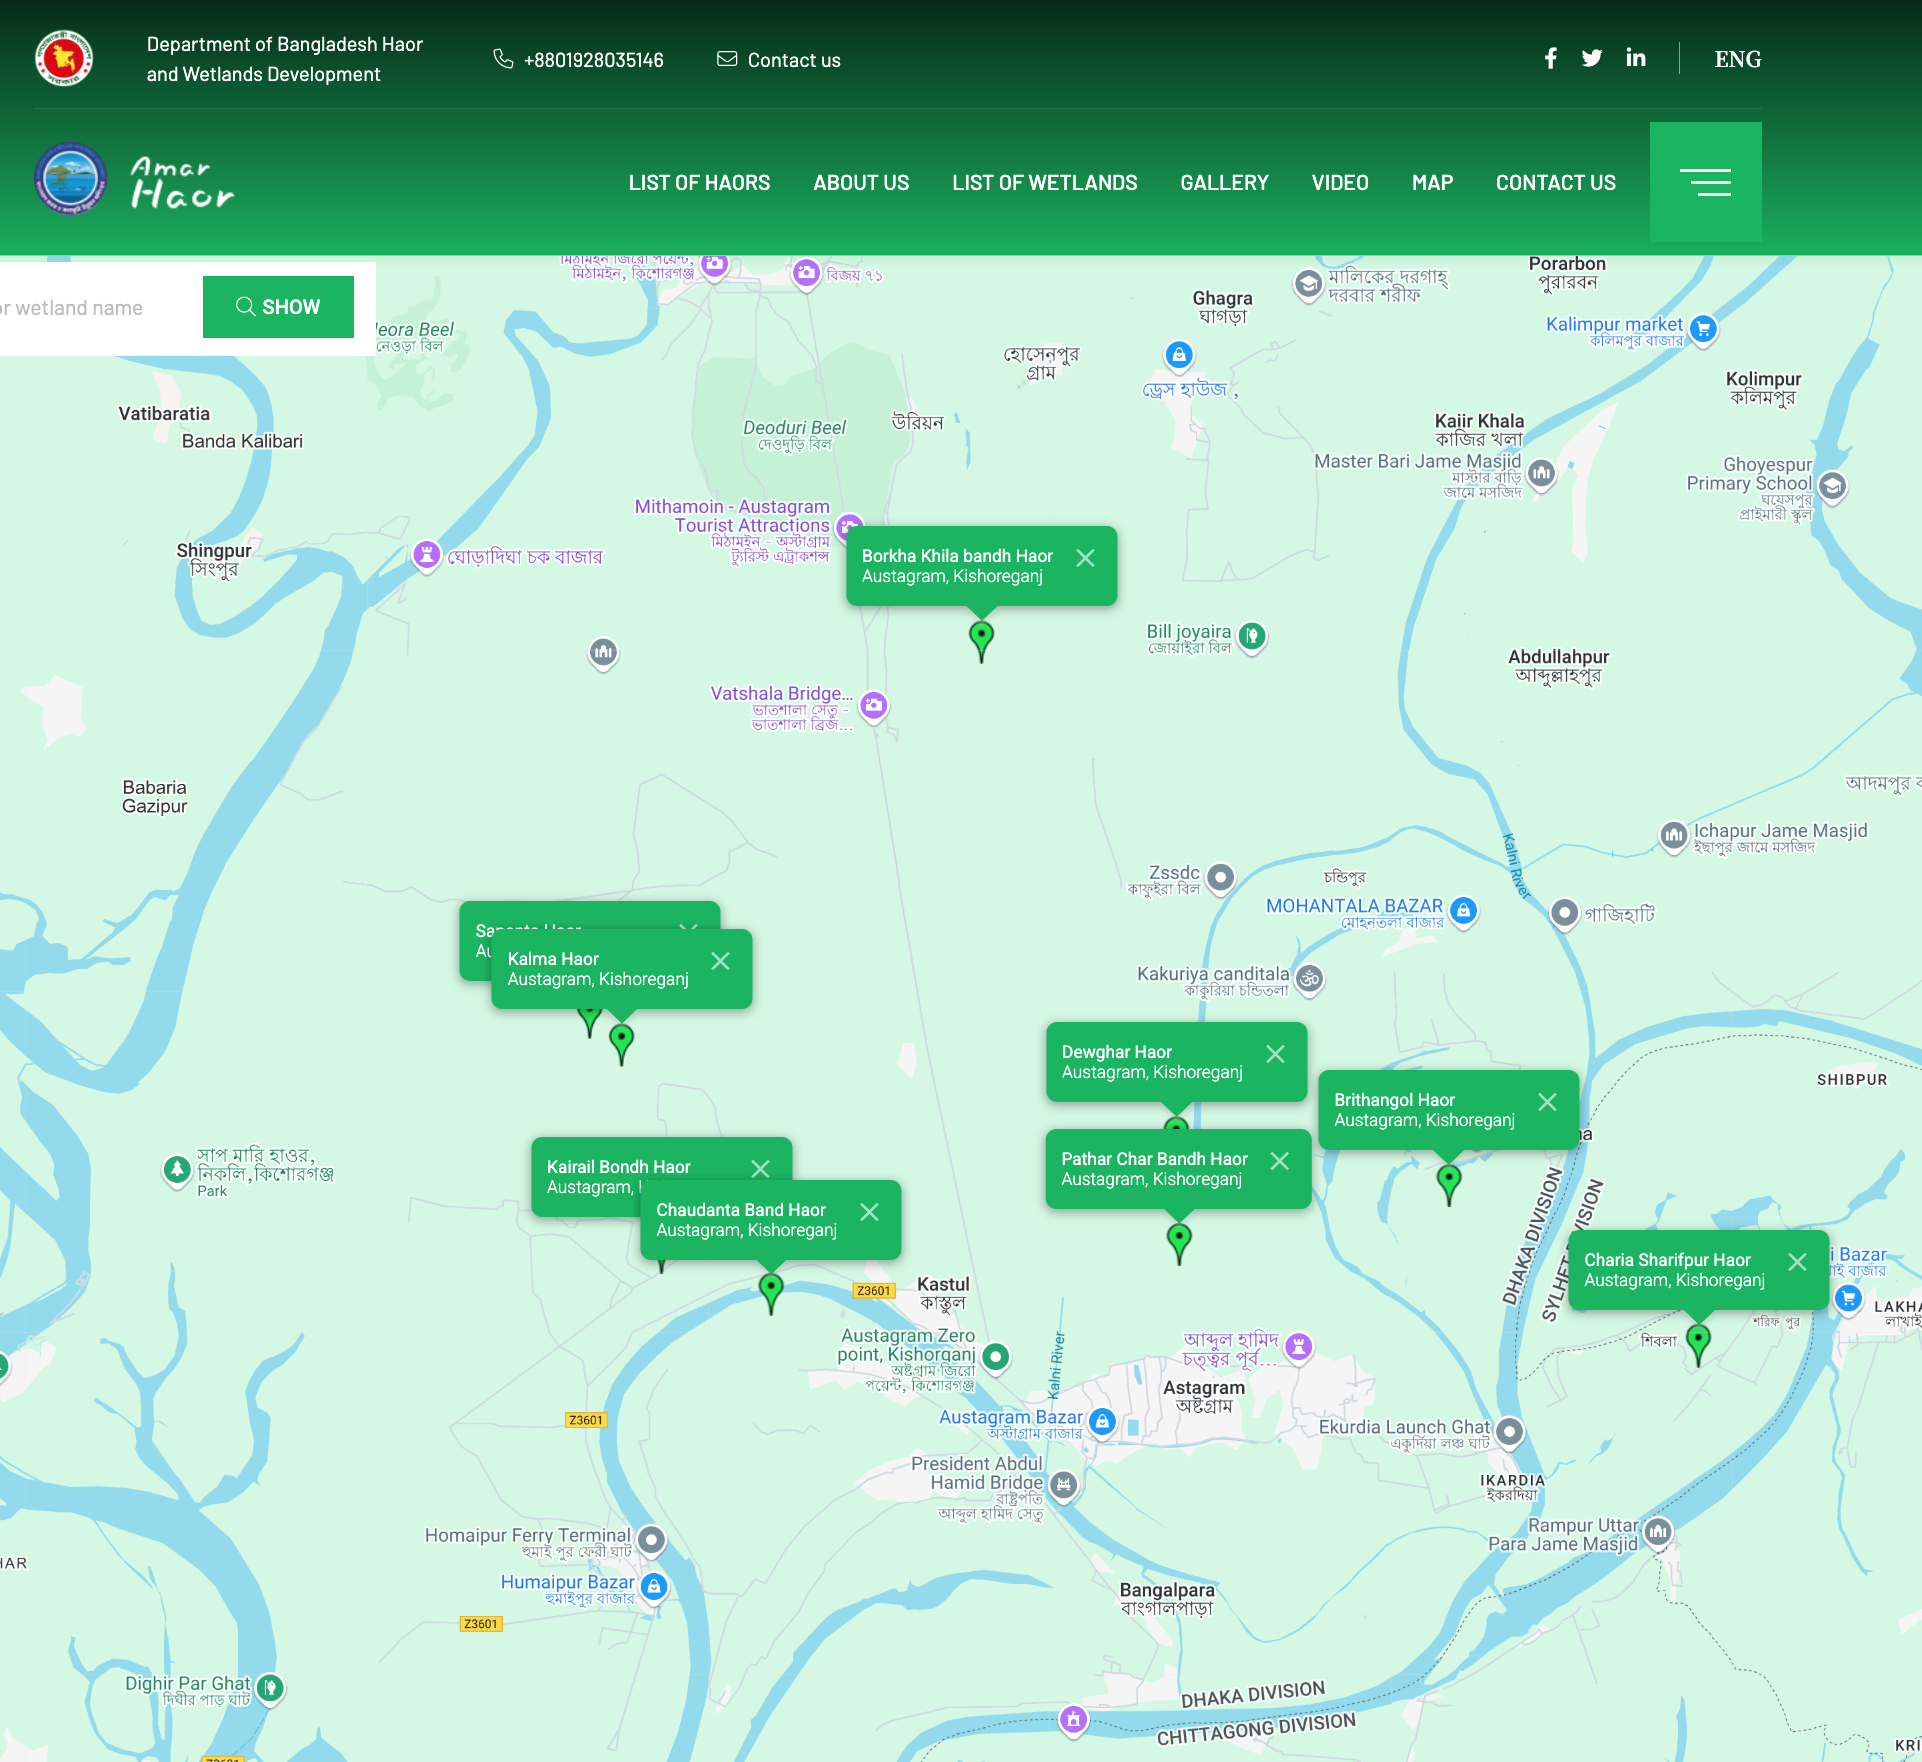 Department of Bangladesh Haor
and Wetlands Development
+8801928035146
Contact us
ENG
Amar
Haor
LIST OF HAORS
ABOUT US
LIST OF WETLANDS
GALLERY
VIDEO
MAP
CONTACT US
or wetland name
SHOW
মিঠামইন জিরো পয়েন্ট,
মিঠামইন, কিশোরগঞ্জ
বিজয় ৭১
Ghagra
ঘাগড়া
মালিকের দরগাহ্
দরবার শরীফ
Porarbon
পুরারবন
Kalimpur market
কলিমপুর বাজার
Beel
নেওড়া বিল
হোসেনপুর
গ্রাম
ড্রেস হাউজ ,
Kolimpur
কলিমপুর
Vatibaratia
Banda Kalibari
Deoduri Beel
দেওদুড়ি বিল
উরিয়ন
Kaiir Khala
কাজির খলা
Master Bari Jame Masjid
মাস্টার বাড়ি
জামে মসজিদ
Ghoyespur
Primary School
ঘয়েসপুর
প্রাইমারী স্কুল
Mithamoin - Austagram
Tourist Attractions
মিঠামইন - অস্টাগ্রাম
ট্যুরিস্ট এট্রাকশন্স
Shingpur
সিংপুর
ঘোড়াদিঘা চক বাজার
Borkha Khila bandh Haor
Austagram, Kishoreganj
Bill joyaira
জোয়াইরা বিল
Abdullahpur
আব্দুল্লাহপুর
Vatshala Bridge...
ভাতশালা সেতু -
ভাতশালা ব্রিজ...
Babaria
Gazipur
আদমপুর
Kalni River
Ichapur Jame Masjid
ইছাপুর জামে মসজিদ
Zssdc
কাফুইরা বিল
চন্ডিপুর
MOHANTALA BAZAR
মোহনতলা বাজার
গাজিহাটি
Haor
Kalma Haor
Austagram, Kishoreganj
Kakuriya canditala
কাকুরিয়া চন্ডিতলা
Dewghar Haor
Austagram, Kishoreganj
Brithangol Haor
Austagram, Kishoreganj
SHIBPUR
সাপ মারি হাওর,
নিকলি,কিশোরগঞ্জ
Park
Kairail Bondh Haor
Austagram,
Chaudanta Band Haor
Austagram, Kishoreganj
Pathar Char Bandh Haor
Austagram, Kishoreganj
DHAKA DIVISION
Charia Sharifpur Haor
Austagram, Kishoreganj
Bazar
বাজার
Z3601
Kastul
কাস্তুল
শরিফ পুর
শিবলা
Austagram Zero
point, Kishorganj
অষ্টগ্রাম জিরো
পয়েন্ট, কিশোরগঞ্জ
Kalni River
আব্দুল হামিদ
চত্ত্বর পূর্ব...
Astagram
অষ্টগ্রাম
Z3601
Austagram Bazar
অস্টাগ্রাম বাজার
Ekurdia Launch Ghat
একুর্দিয়া লঞ্চ ঘাট
President Abdul
Hamid Bridge
রাষ্ট্রপতি
আব্দুল হামিদ সেতু
IKARDIA
ইকরদিয়া
Homaipur Ferry Terminal
হুমাই পুর ফেরী ঘাট
Rampur Uttar
Para Jame Masjid
Humaipur Bazar
হুমাইপুর বাজার
Bangalpara
বাংগালপাড়া
Z3601
Dighir Par Ghat
দিঘীর পাড় ঘাট
DHAKA DIVISION
CHITTAGONG DIVISION